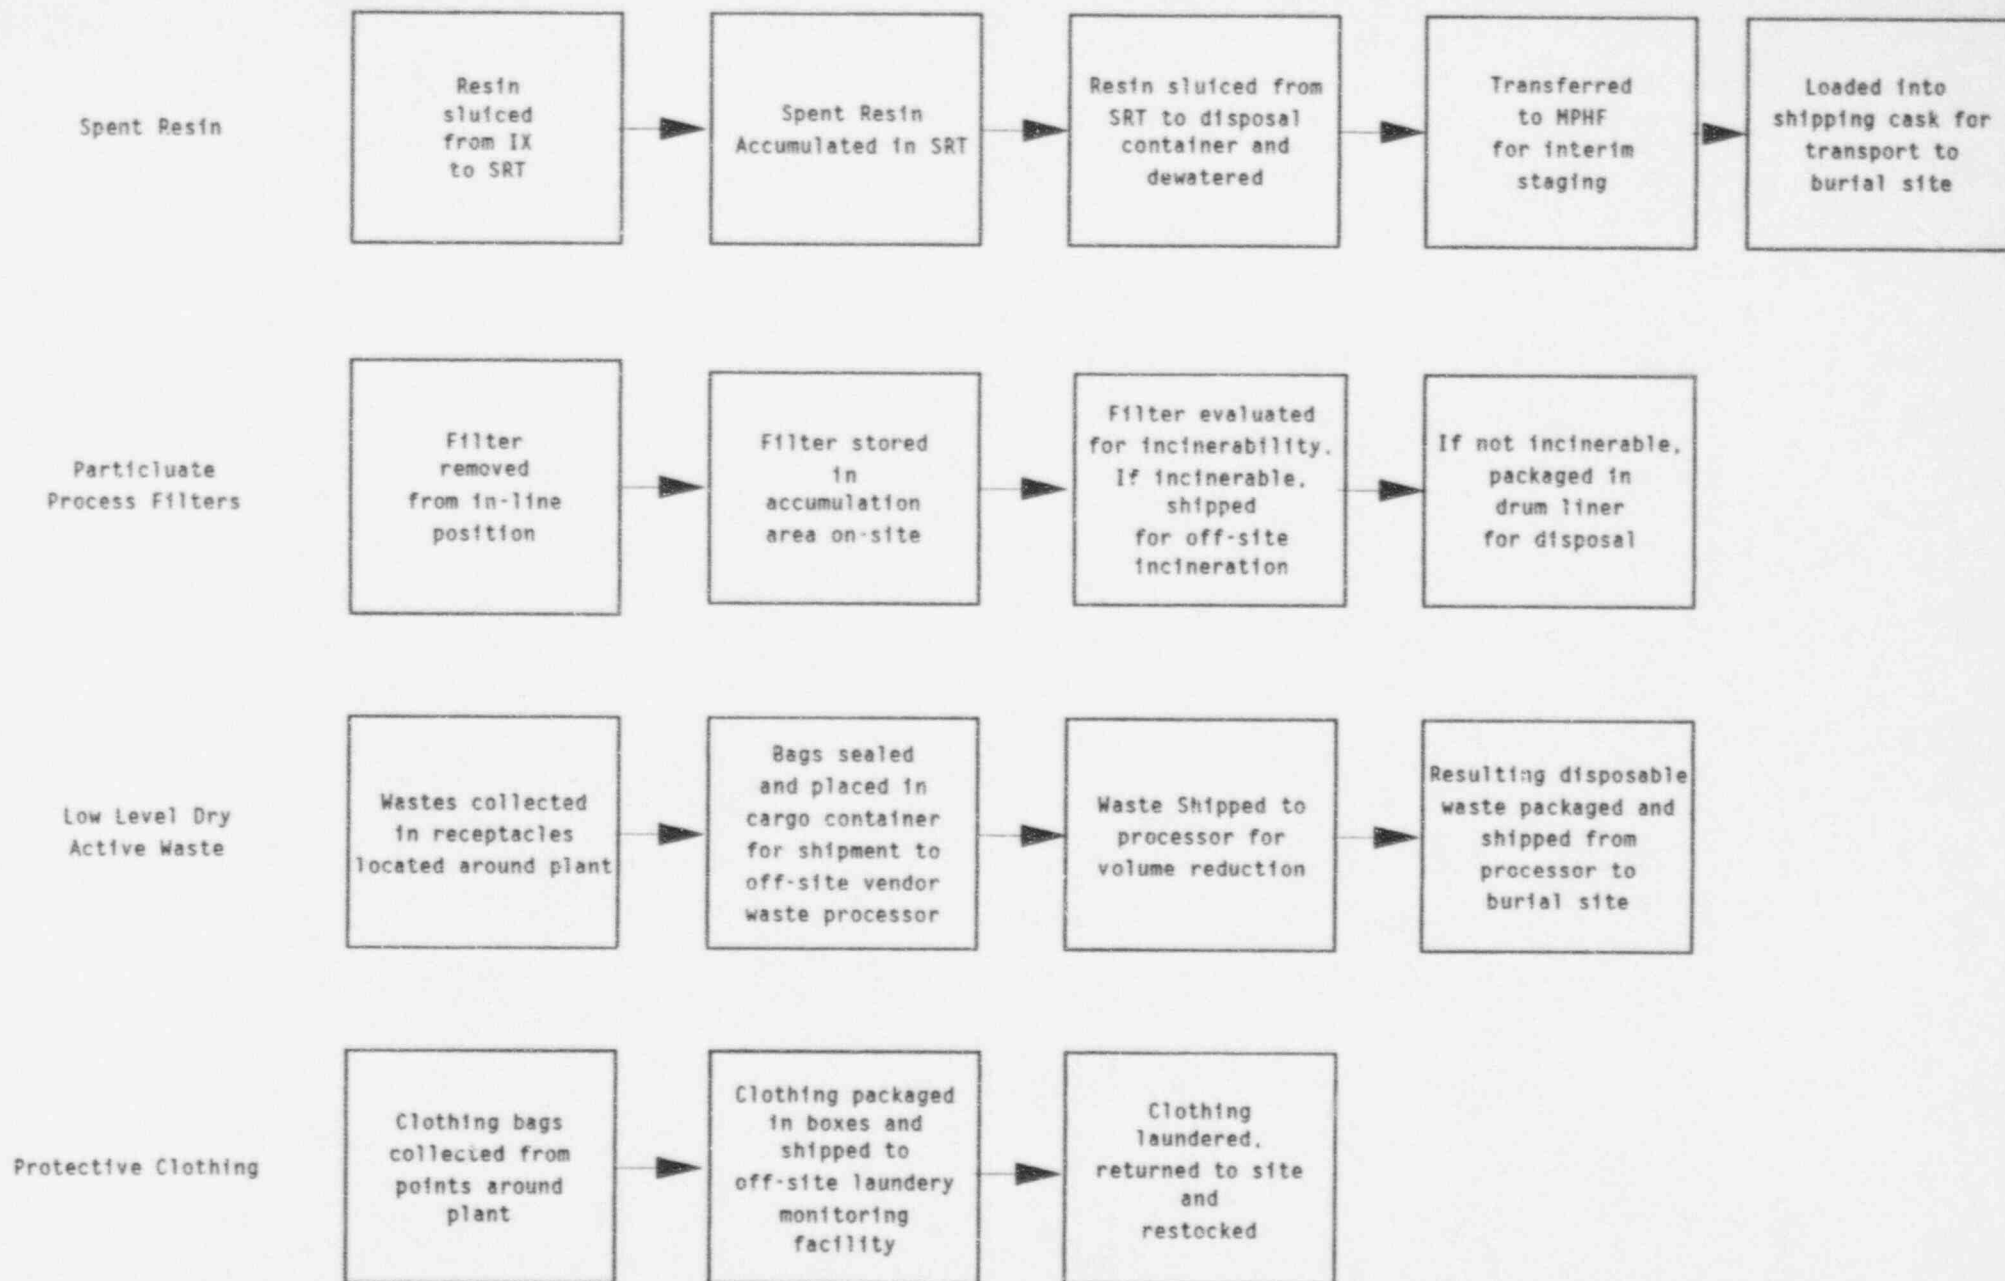 Spent Resin
Resin
sluiced
from IX
to SRT
Spent Resin
Accumulated in SRT
Resin sluiced from
SRT to disposal
container and
dewatered
Transferred
to MPHF
for interim
staging
Loaded into
shipping cask for
transport to
burial site
Particluate
Process Filters
Filter
removed
from in-line
position
Filter stored
in
accumulation
area on-site
Filter evaluated
for incinerability.
If incinerable,
shipped
for off-site
incineration
If not incinerable,
packaged in
drum liner
for disposal
Low Level Dry
Active Waste
Wastes collected
in receptacles
located around plant
Bags sealed
and placed in
cargo container
for shipment to
off-site vendor
waste processor
Waste Shipped to
processor for
volume reduction
Resulting disposable
waste packaged and
shipped from
processor to
burial site
Protective Clothing
Clothing bags
collected from
points around
plant
Clothing packaged
in boxes and
shipped to
off-site laundery
monitoring
facility
Clothing
laundered,
returned to site
and
restocked